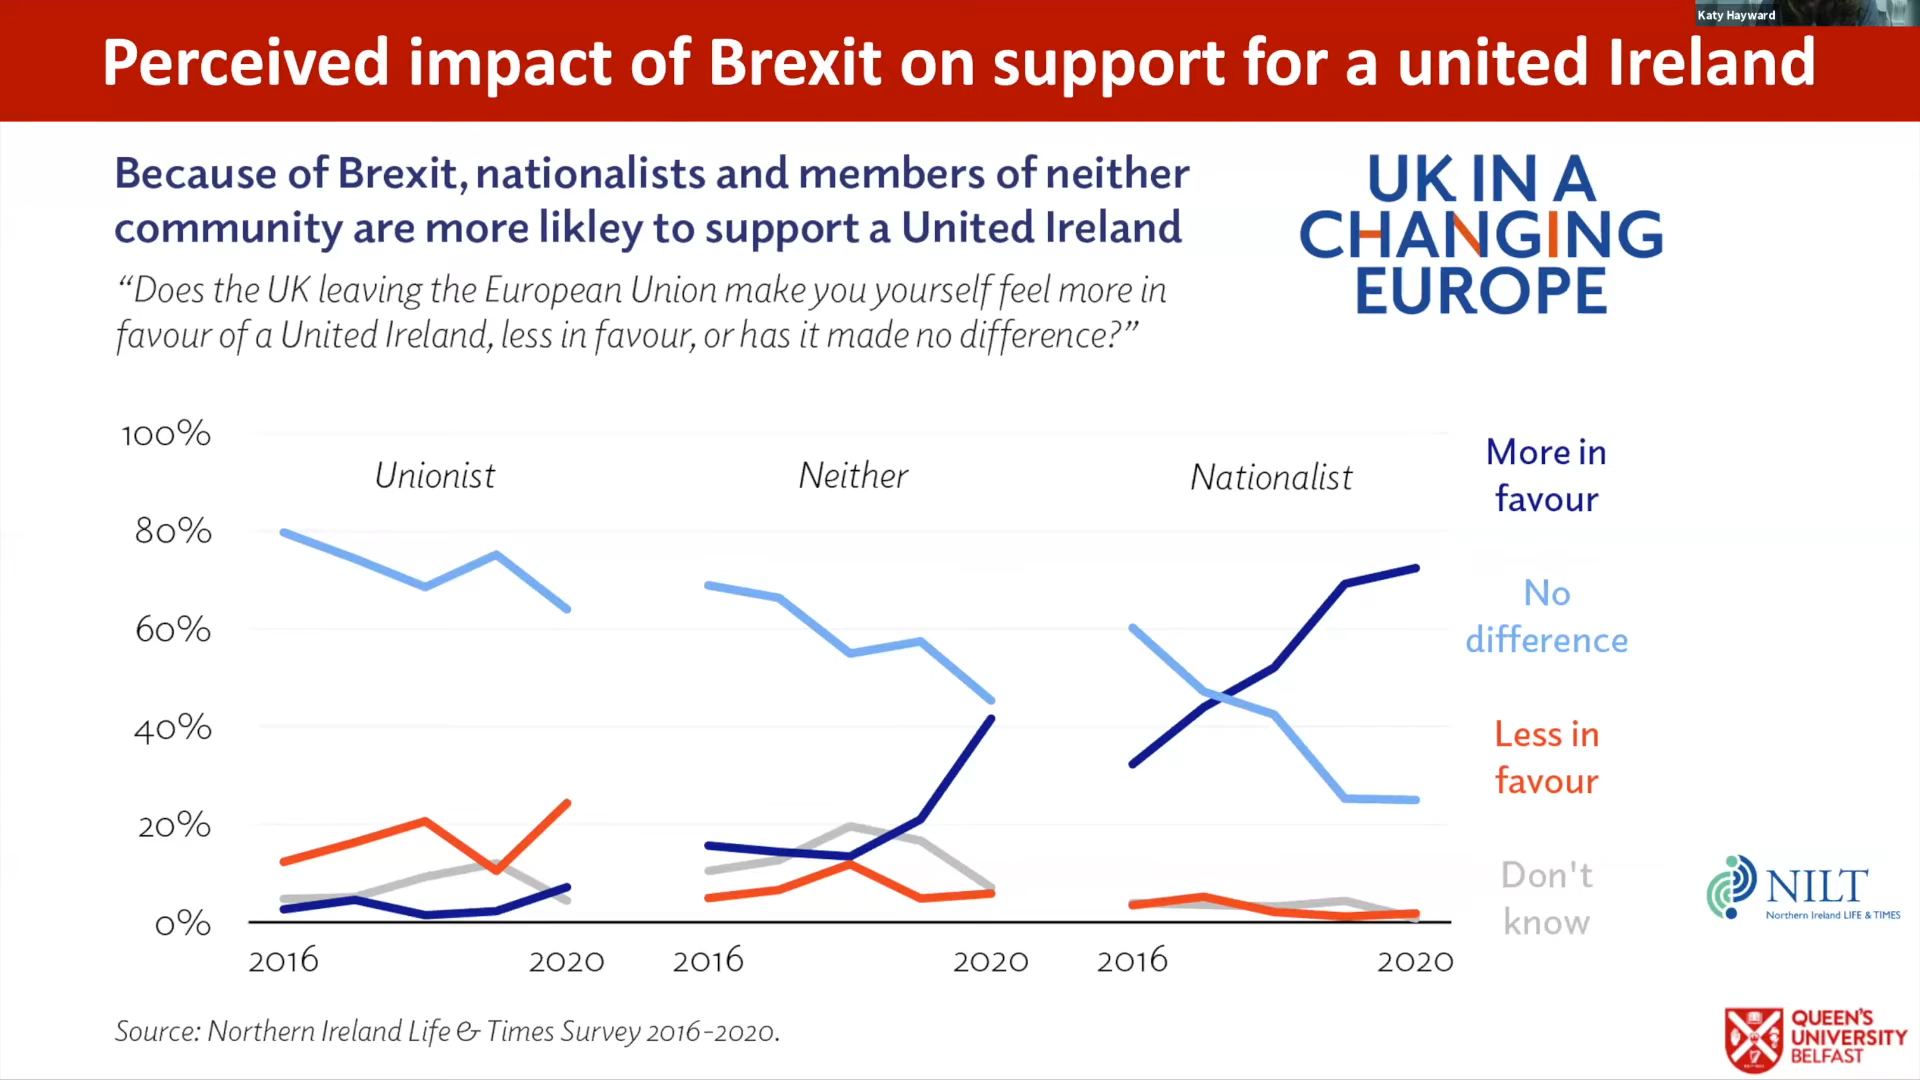 Katy Hayward
Perceived impact of Brexit on support for a united Ireland
Because of Brexit, nationalists and members of neither
community are more likley to support a United Ireland
“Does the UK leaving the European Union make you yourself feel more in
favour of a United Ireland, less in favour, or has it made no difference?”
UK IN A
CHANGING
EUROPE
100%
80%
60%
40%
20%
0%
Unionist
Neither
Nationalist
2016
2020
2016
2020
2016
2020
More in
favour
No
difference
Less in
favour
Don't
know
NILT
Northern Ireland LIFE & TIMES
Source: Northern Ireland Life & Times Survey 2016-2020.
QUEEN'S
UNIVERSITY
BELFAST